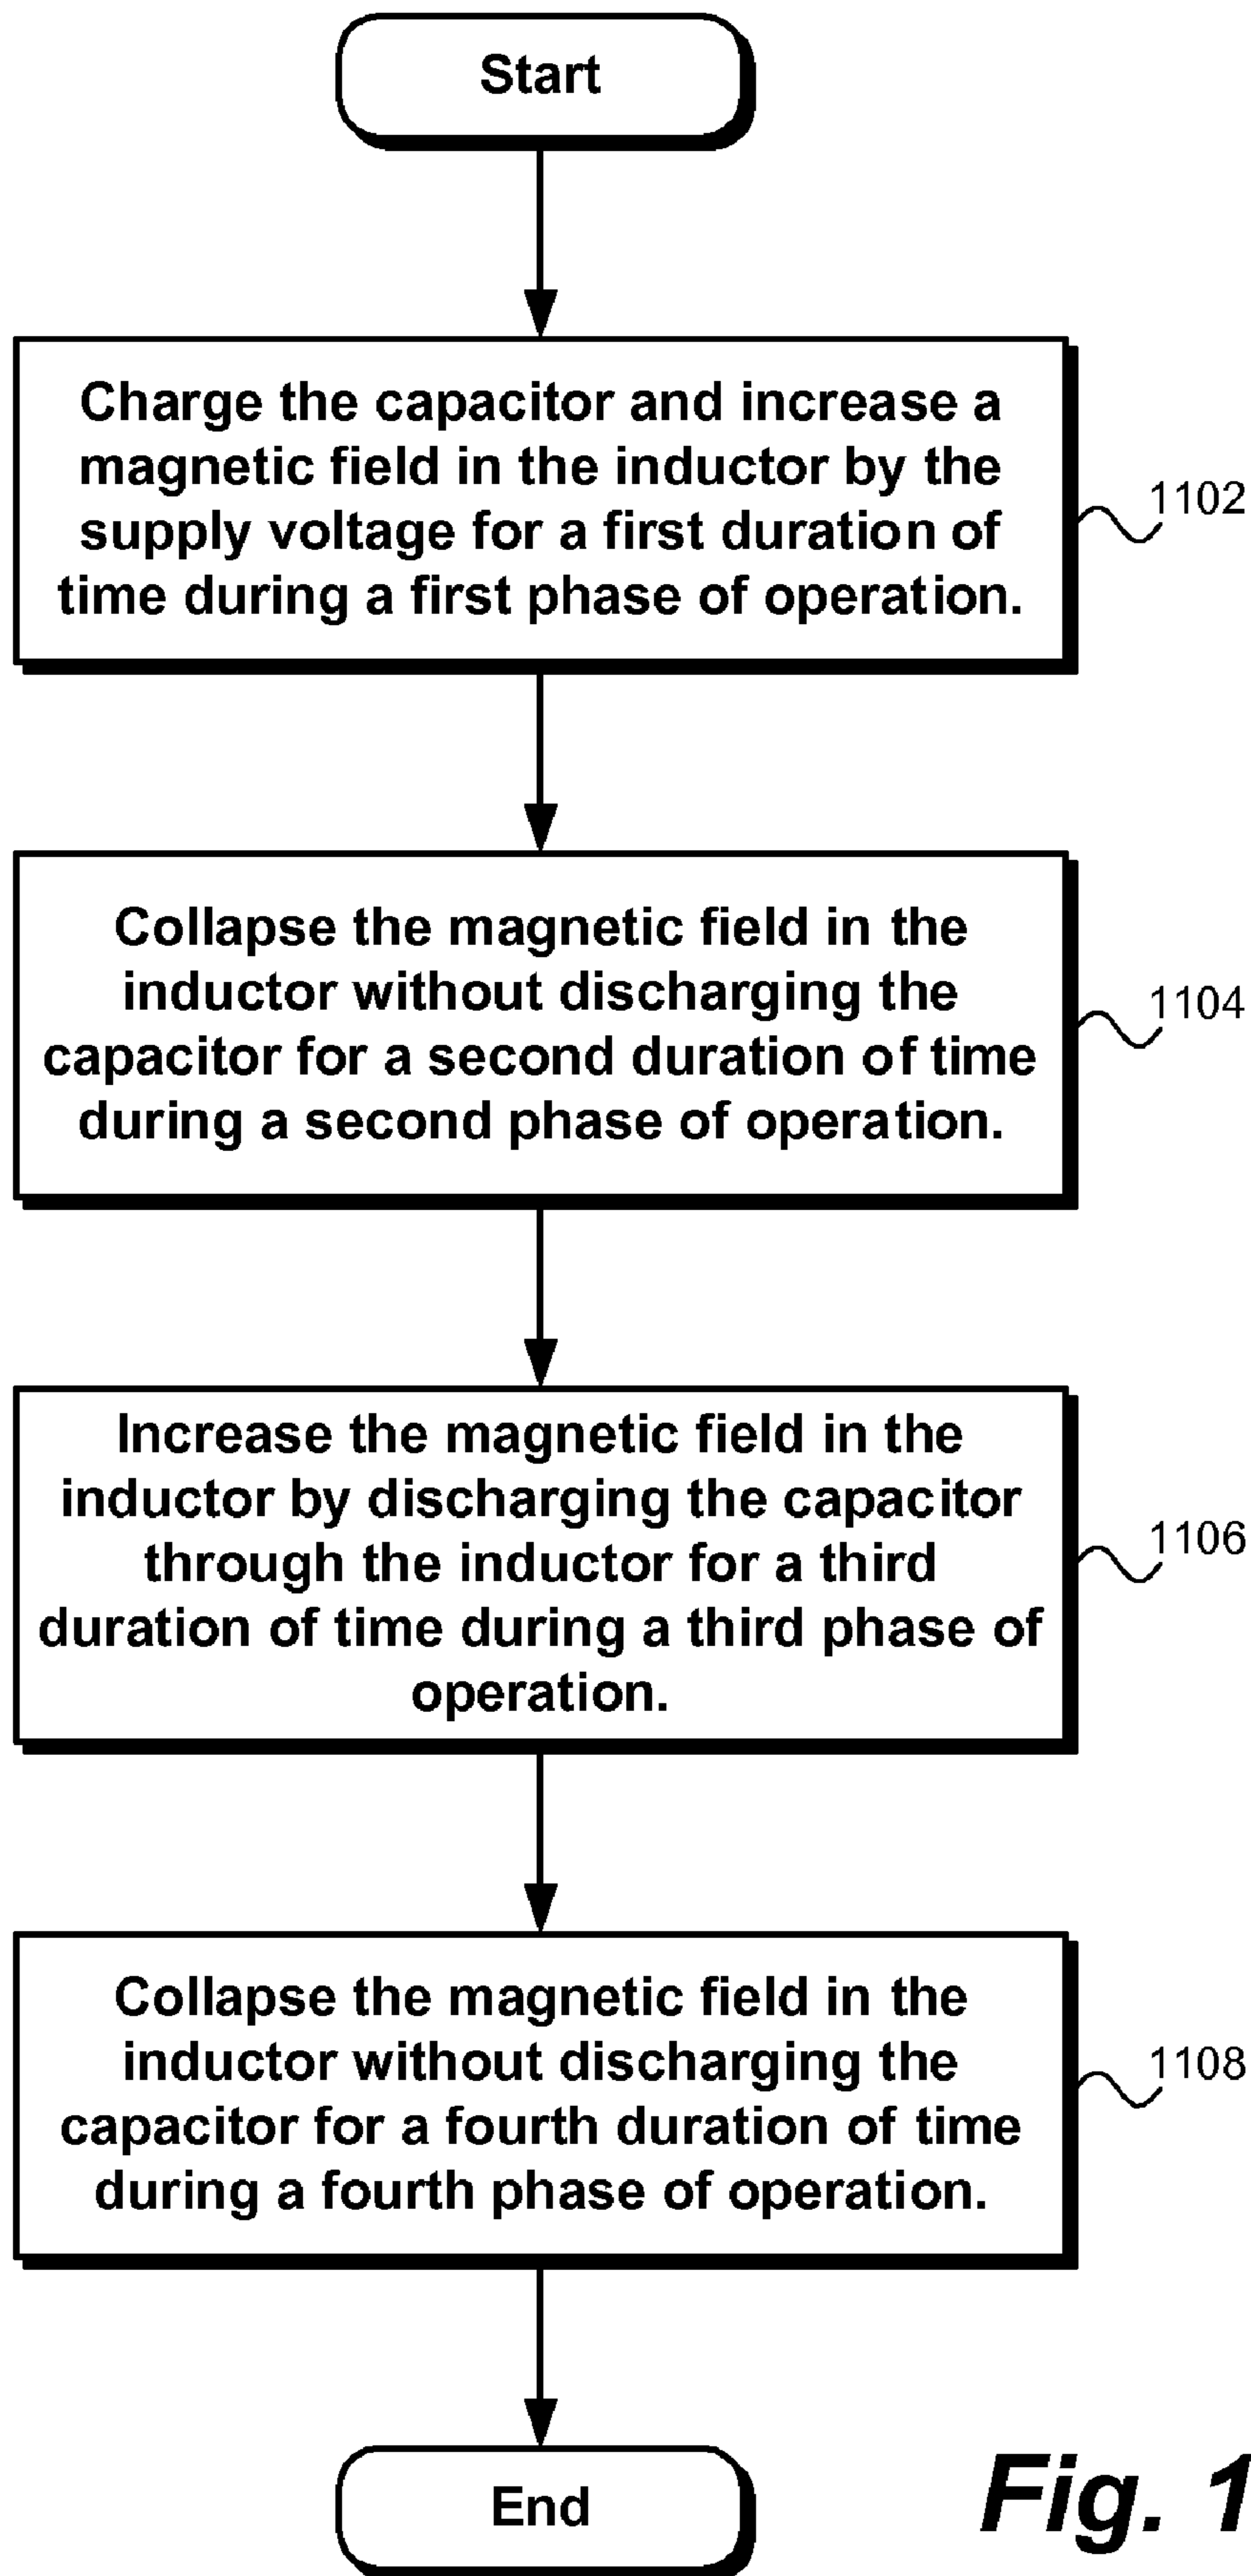 Start
Charge the capacitor and increase a
magnetic field in the inductor by the
supply voltage for a first duration of
time during a first phase of operation.
1102
Collapse the magnetic field in the
inductor without discharging the
capacitor for a second duration of time
during a second phase of operation.
1104
Increase the magnetic field in the
inductor by discharging the capacitor
through the inductor for a third
duration of time during a third phase of
operation.
1106
Collapse the magnetic field in the
inductor without discharging the
capacitor for a fourth duration of time
during a fourth phase of operation.
1108
End
Fig. 1